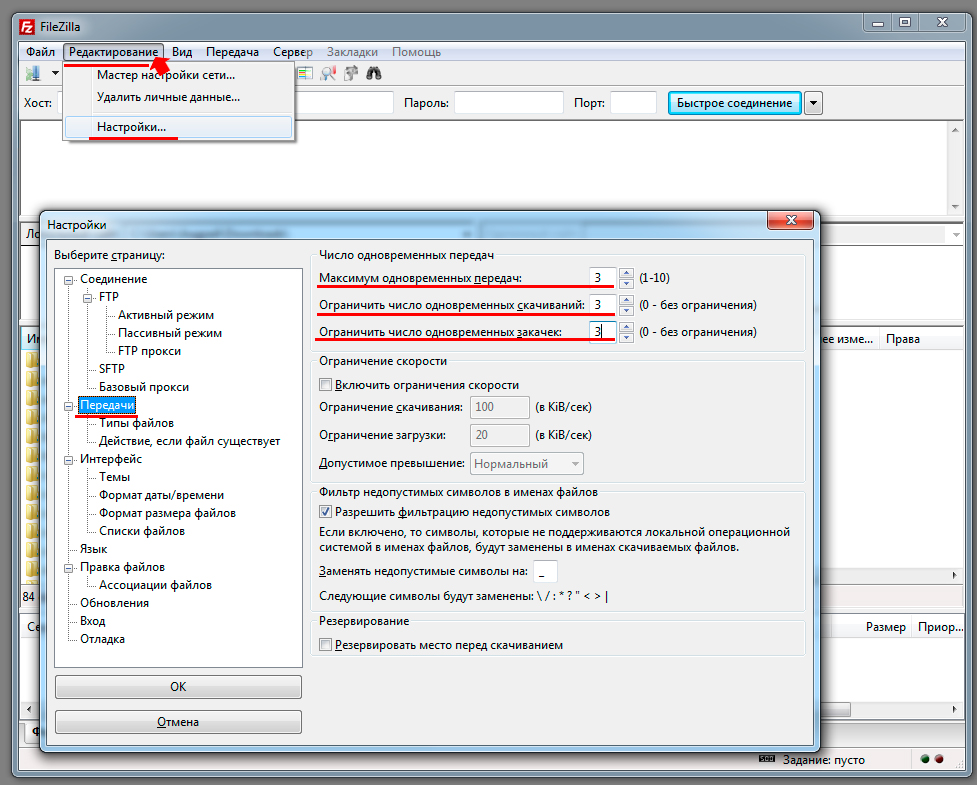 FileZilla
Файл Редактирование Вид Передача Сервер Закладки Помощь
Мастер настройки сети...
Удалить личные данные...
Настройки...
Хост: Пароль: Порт: Быстрое соединение
Настройки
Выберите страницу:
Соединение
FTP
Активный режим
Пассивный режим
FTP прокси
SFTP
Базовый прокси
Передачи
Типы файлов
Действие, если файл существует
Интерфейс
Темы
Формат даты/времени
Формат размера файлов
Списки файлов
Язык
Правка файлов
Ассоциации файлов
Обновления
Вход
Отладка
OK
Отмена
Число одновременных передач
Максимум одновременных передач: 3 (1-10)
Ограничить число одновременных скачиваний: 3 (0 - без ограничения)
Ограничить число одновременных закачек: 3 (0 - без ограничения)
Ограничение скорости
Включить ограничения скорости
Ограничение скачивания: 100 (в KiB/сек)
Ограничение загрузки: 20 (в KiB/сек)
Допустимое превышение: Нормальный
Фильтр недопустимых символов в именах файлов
Разрешить фильтрацию недопустимых символов
Если включено, то символы, которые не поддерживаются локальной операционной
системой в именах файлов, будут заменены в именах скачиваемых файлов.
Заменять недопустимые символы на: _
Следующие символы будут заменены: \ / : * ? " < > |
Резервирование
Резервировать место перед скачиванием
ее изме... Права
84
Размер Приор...
Задание: пусто